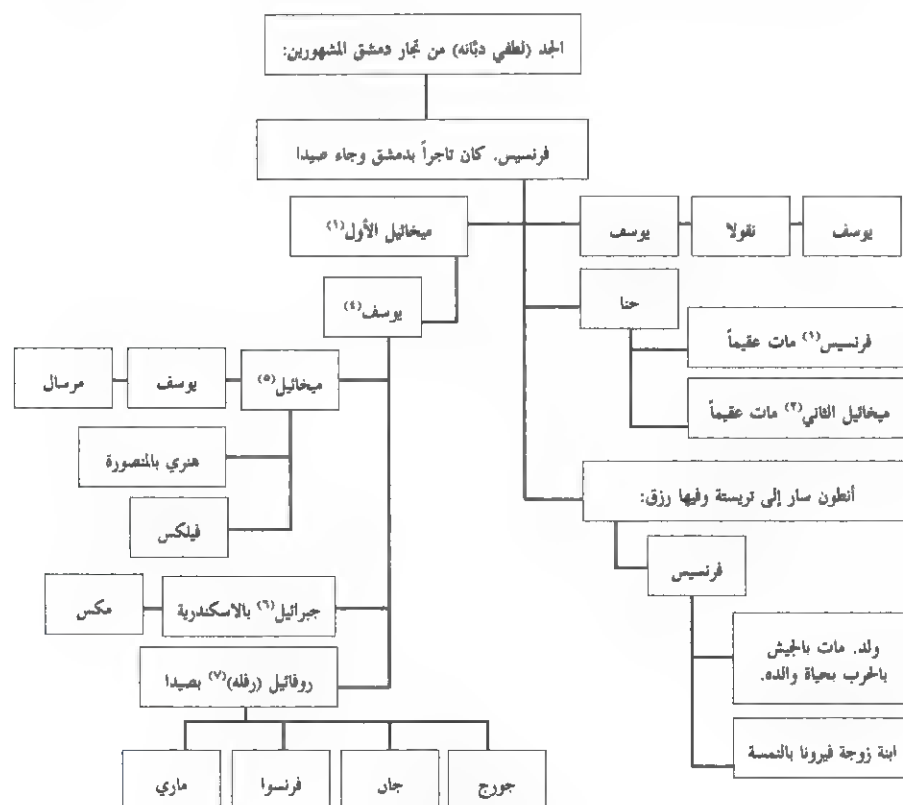 الجد (لطفي دبّانه) من تجار دمشق المشهورين:
فرنسيس. كان تاجراً بدمشق وجاء صيدا
ميخائيل الأول(١)
يوسف
نقولا
يوسف
يوسف(٤)
حنا
فرنسيس(٢) مات عقيماً
ميخائيل الثاني(٣) مات عقيماً
ميخائيل(٥)
يوسف
مرسال
هنري بالمنصورة
فيلكس
أنطون سار إلى تريستة وفيها رزق:
فرنسيس
جبرائيل(٦) بالاسكندرية
مكس
ولد. مات بالجيش
بالحرب بحياة والده.
روفائيل (رفله)(٧) بصيدا
ابنة زوجة فيرونا بالنمسة
جورج
جان
فرنسوا
ماري